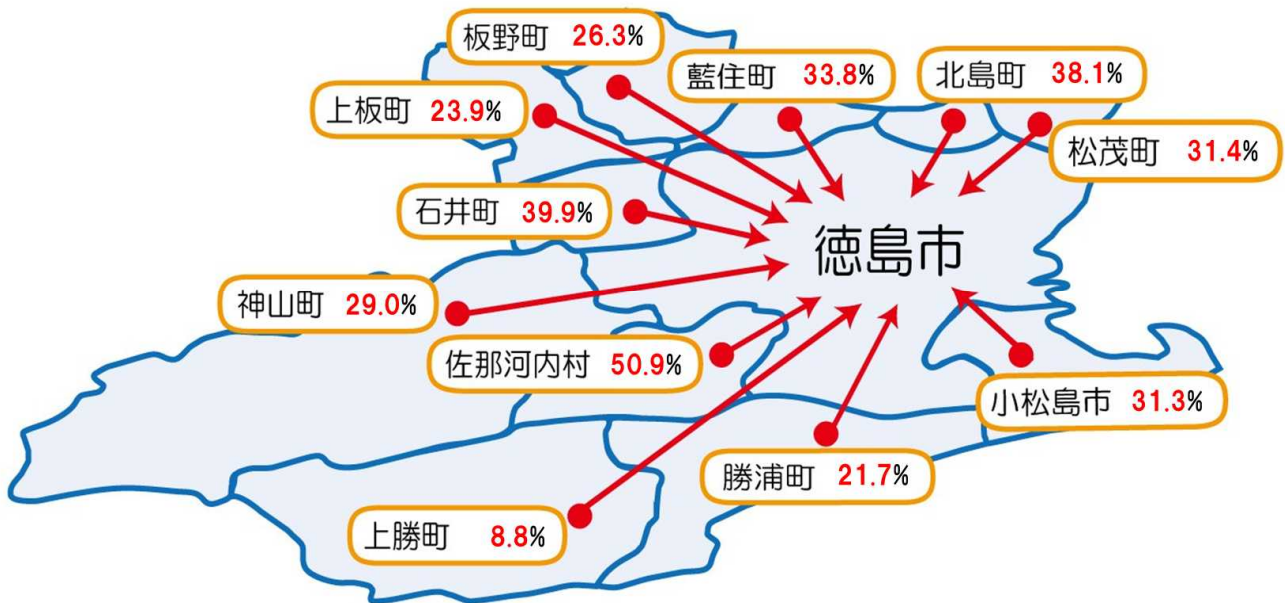 板野町 26.3%
藍住町 33.8%
北島町 38.1%
上板町 23.9%
松茂町 31.4%
石井町 39.9%
徳島市
神山町 29.0%
佐那河内村 50.9%
小松島市 31.3%
勝浦町 21.7%
上勝町 8.8%